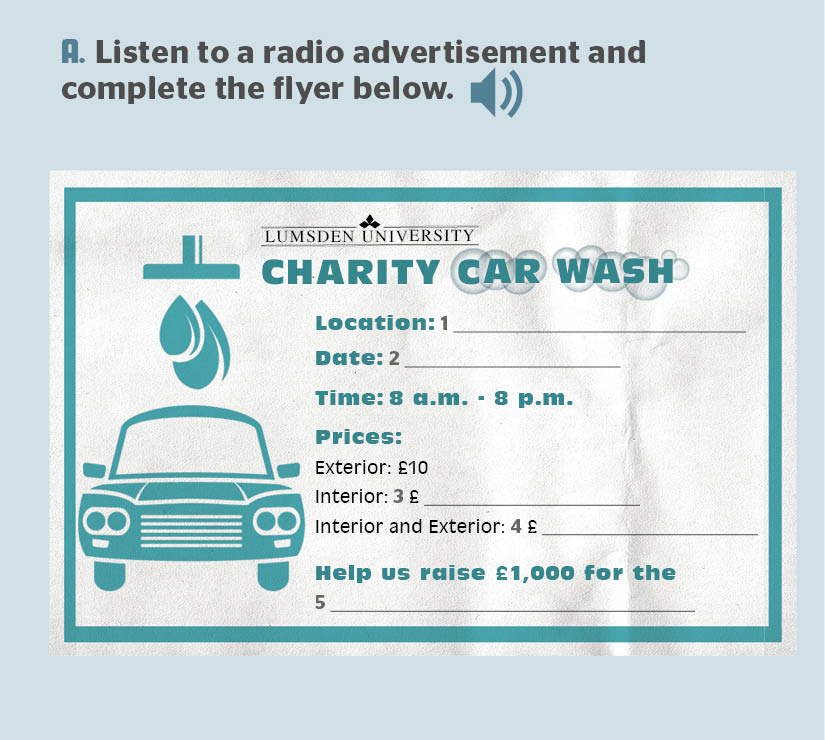 A. Listen to a radio advertisement and
complete the flyer below.
LUMSDEN UNIVERSITY
CHARITY CAR WASH
Location: 1
Date: 2
Time: 8 a.m. - 8 p.m.
Prices:
Exterior: £10
Interior: 3 £
Interior and Exterior: 4 £
Help us raise £1,000 for the
5